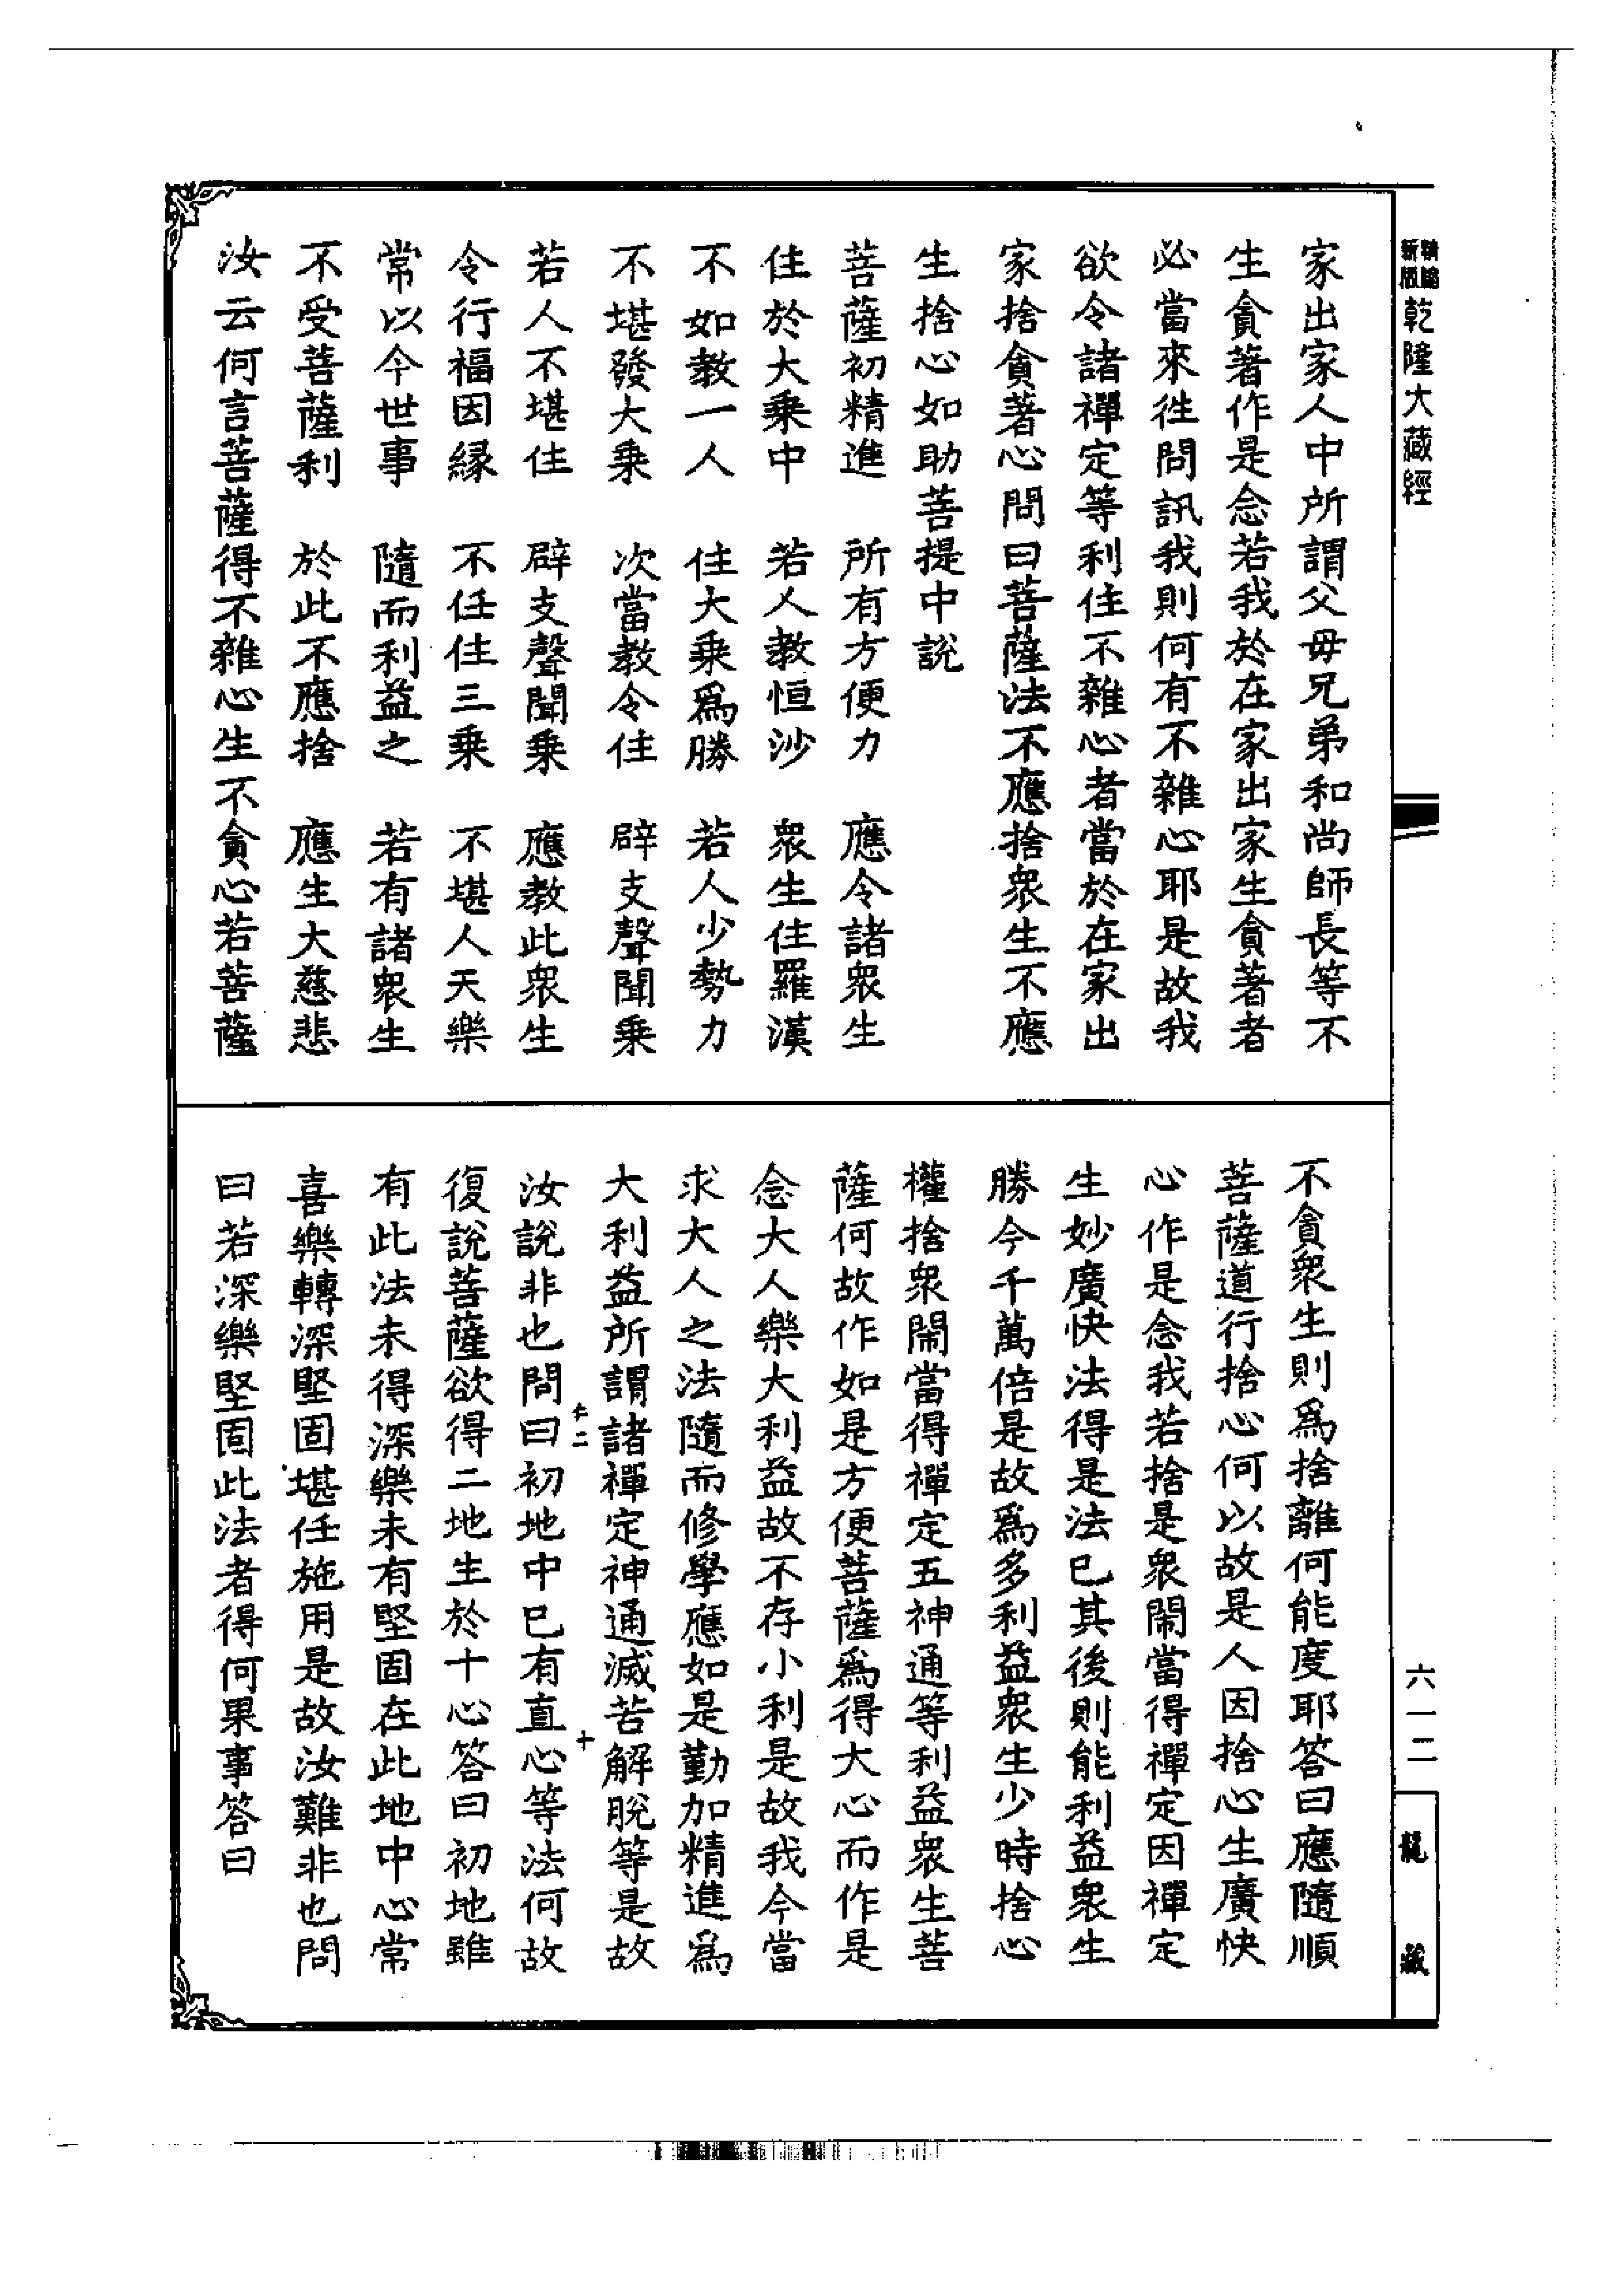 新版精縮乾隆大藏經
家出家人中所謂父母兄弟和尚師長等不
生貪著作是念若我於在家出家生貪著者
必當來徃問訊我則何有不雜心耶是故我
欲令諸禪定等利住不雜心者當於在家出
家捨貪著心問曰菩薩法不應捨衆生不應
生捨心如助菩提中說
菩薩初精進　所有方便力　應令諸衆生
住於大乗中　若人教恒沙　衆生住羅漢
不如教一人　住大乗爲勝　若人少勢力
不堪發大乗　次當教令住　辟支聲聞乗
若人不堪住　辟支聲聞乗　應教此衆生
令行福因縁　不任住三乗　不堪人天樂
常以今世事　隨而利益之　若有諸衆生
不受菩薩利　於此不應捨　應生大慈悲
汝云何言菩薩得不雜心生不貪心若菩薩
不貪衆生則爲捨離何能度耶答曰應隨順
菩薩道行捨心何以故是人因捨心生廣快
心作是念我若捨是衆閙當得禪定因禪定
生妙廣快法得是法已其後則能利益衆生
勝今千萬倍是故爲多利益衆生少時捨心
權捨衆閙當得禪定五神通等利益衆生菩
薩何故作如是方便菩薩爲得大心而作是
念大人樂大利益故不存小利是故我今當
求大人之法隨而修學應如是勤加精進爲
大利益所謂諸禪定神通滅苦解脫等是故
汝說非也問曰初地中已有直心等法何故
復說菩薩欲得二地生於十心答曰初地雖
有此法未得深樂未有堅固在此地中心常
喜樂轉深堅固堪任施用是故汝難非也問
曰若深樂堅固此法者得何果事答曰
六一二
龍藏